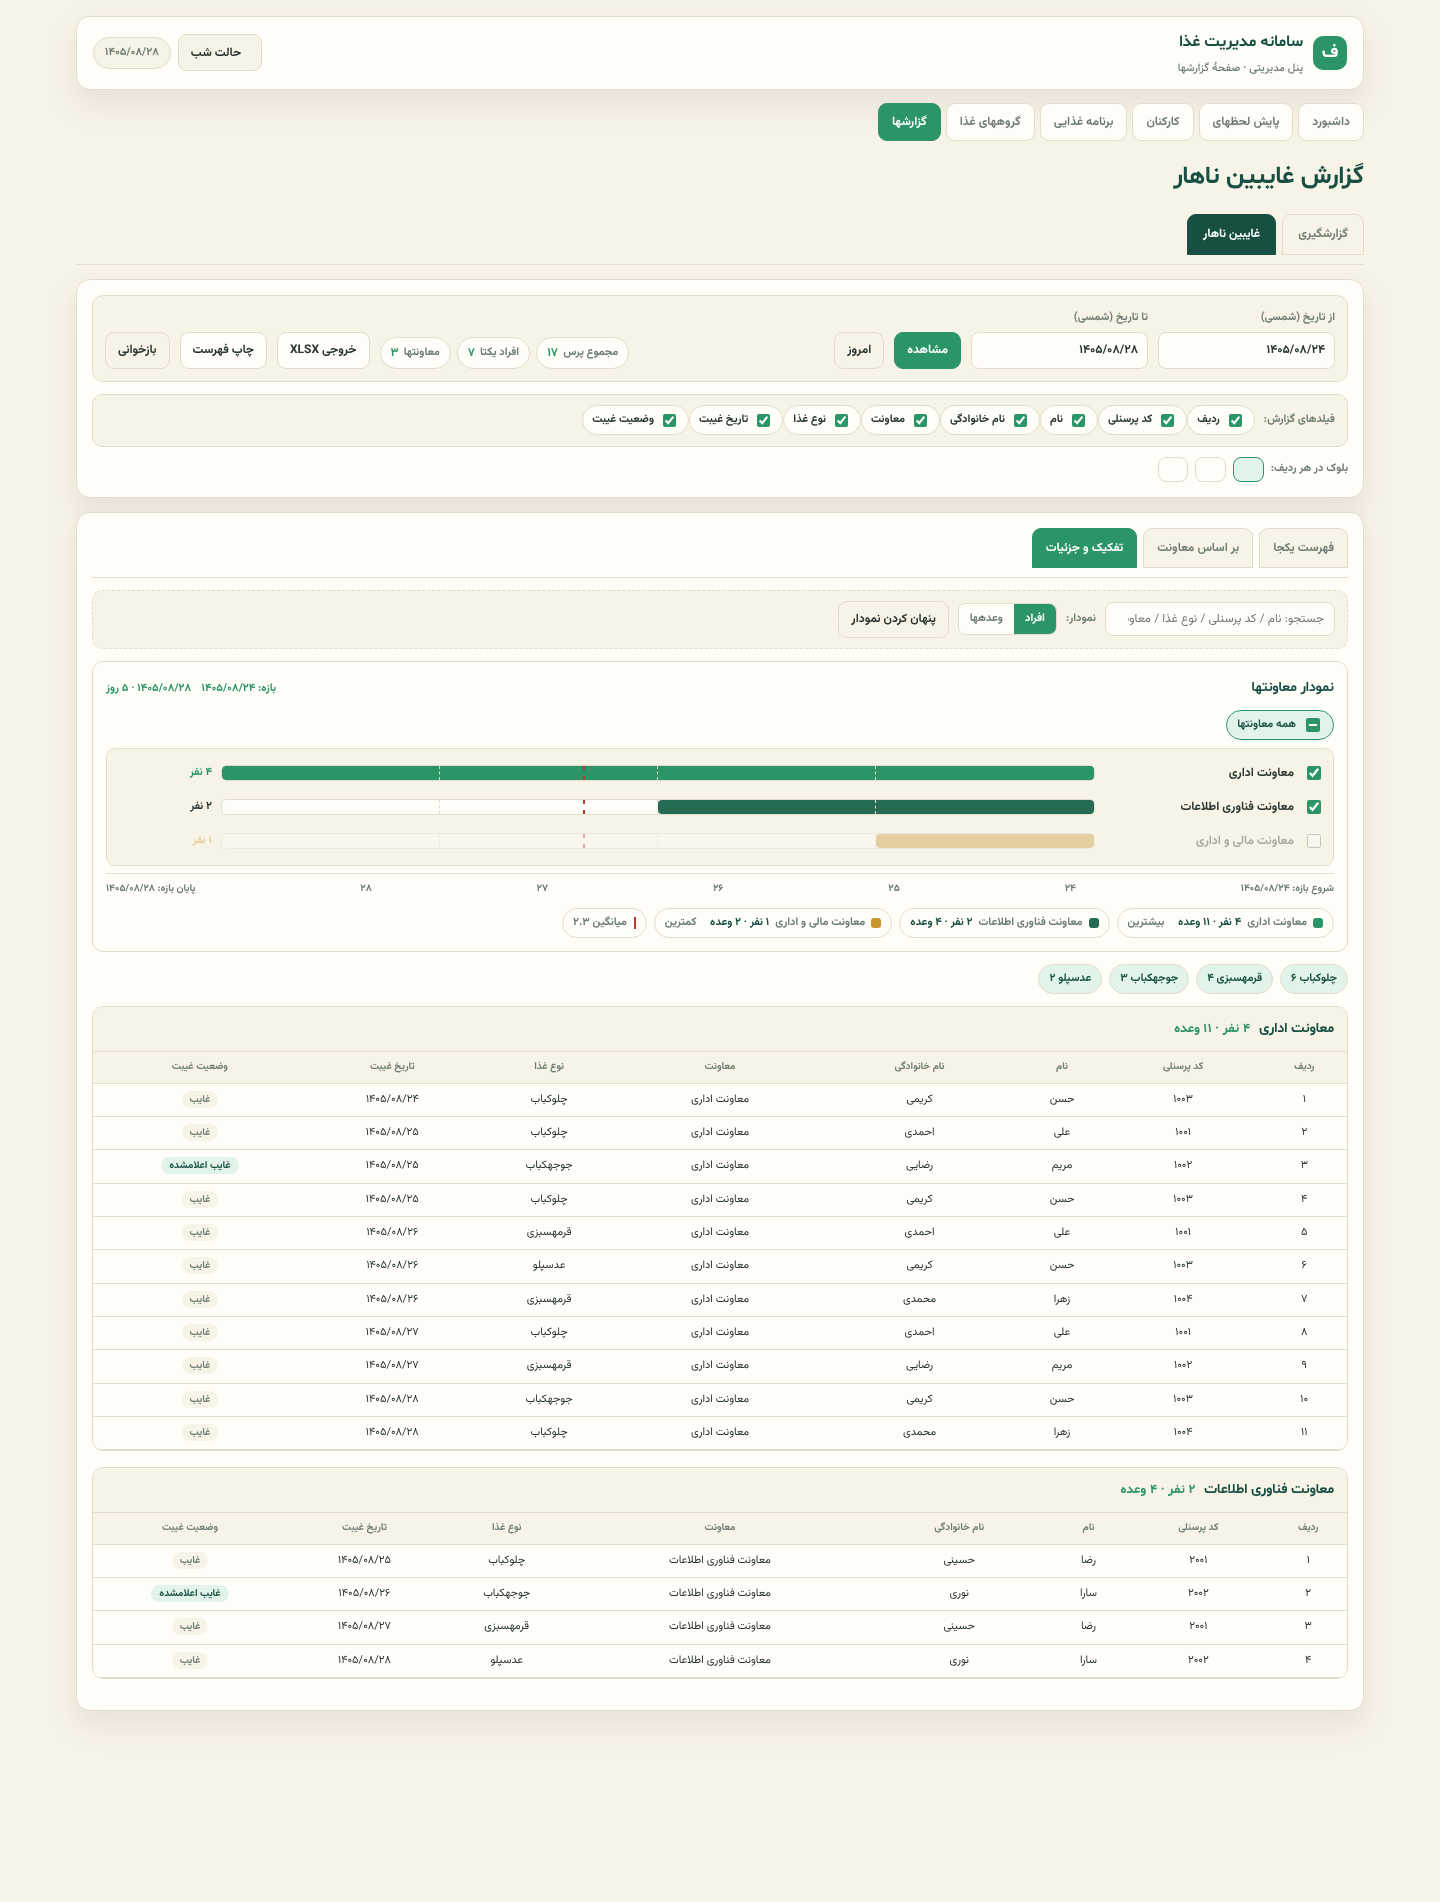 ف
سامانه مدیریت غذا
پنل مدیریتی · صفحهٔ گزارشها
حالت شب
۱۴۰۵/۰۸/۲۸
داشبورد پایش لحظهای کارکنان برنامه غذایی گروههای غذا گزارشها
گزارش غایبین ناهار
گزارشگیری غایبین ناهار
از تاریخ (شمسی) تا تاریخ (شمسی)
۱۴۰۵/۰۸/۲۴ ۱۴۰۵/۰۸/۲۸ مشاهده امروز مجموع پرس ۱۷ افراد یکتا ۷ معاونتها ۳ خروجی XLSX چاپ فهرست بازخوانی
فیلدهای گزارش: ردیف کد پرسنلی نام نام خانوادگی معاونت نوع غذا تاریخ غیبت وضعیت غیبت
بلوک در هر ردیف:
فهرست یکجا بر اساس معاونت تفکیک و جزئیات
جستجو: نام / کد پرسنلی / نوع غذا / معاو نمودار: افراد وعدهها پنهان کردن نمودار
نمودار معاونتها بازه: ۱۴۰۵/۰۸/۲۴ ۱۴۰۵/۰۸/۲۸ · ۵ روز
همه معاونتها
معاونت اداری ۴ نفر
معاونت فناوری اطلاعات ۲ نفر
معاونت مالی و اداری ۱ نفر
شروع بازه: ۱۴۰۵/۰۸/۲۴ ۲۴ ۲۵ ۲۶ ۲۷ ۲۸ پایان بازه: ۱۴۰۵/۰۸/۲۸
معاونت اداری ۴ نفر · ۱۱ وعده بیشترین معاونت فناوری اطلاعات ۲ نفر · ۴ وعده معاونت مالی و اداری ۱ نفر · ۲ وعده کمترین میانگین ۲.۳
چلوکباب ۶ قرمهسبزی ۴ جوجهکباب ۳ عدسپلو ۲
معاونت اداری ۴ نفر · ۱۱ وعده
ردیف کد پرسنلی نام نام خانوادگی معاونت نوع غذا تاریخ غیبت وضعیت غیبت
۱ ۱۰۰۳ حسن کریمی معاونت اداری چلوکباب ۱۴۰۵/۰۸/۲۴ غایب
۲ ۱۰۰۱ علی احمدی معاونت اداری چلوکباب ۱۴۰۵/۰۸/۲۵ غایب
۳ ۱۰۰۲ مریم رضایی معاونت اداری جوجهکباب ۱۴۰۵/۰۸/۲۵ غایب اعلامشده
۴ ۱۰۰۳ حسن کریمی معاونت اداری چلوکباب ۱۴۰۵/۰۸/۲۵ غایب
۵ ۱۰۰۱ علی احمدی معاونت اداری قرمهسبزی ۱۴۰۵/۰۸/۲۶ غایب
۶ ۱۰۰۳ حسن کریمی معاونت اداری عدسپلو ۱۴۰۵/۰۸/۲۶ غایب
۷ ۱۰۰۴ زهرا محمدی معاونت اداری قرمهسبزی ۱۴۰۵/۰۸/۲۶ غایب
۸ ۱۰۰۱ علی احمدی معاونت اداری چلوکباب ۱۴۰۵/۰۸/۲۷ غایب
۹ ۱۰۰۲ مریم رضایی معاونت اداری قرمهسبزی ۱۴۰۵/۰۸/۲۷ غایب
۱۰ ۱۰۰۳ حسن کریمی معاونت اداری جوجهکباب ۱۴۰۵/۰۸/۲۸ غایب
۱۱ ۱۰۰۴ زهرا محمدی معاونت اداری چلوکباب ۱۴۰۵/۰۸/۲۸ غایب
معاونت فناوری اطلاعات ۲ نفر · ۴ وعده
ردیف کد پرسنلی نام نام خانوادگی معاونت نوع غذا تاریخ غیبت وضعیت غیبت
۱ ۲۰۰۱ رضا حسینی معاونت فناوری اطلاعات چلوکباب ۱۴۰۵/۰۸/۲۵ غایب
۲ ۲۰۰۲ سارا نوری معاونت فناوری اطلاعات جوجهکباب ۱۴۰۵/۰۸/۲۶ غایب اعلامشده
۳ ۲۰۰۱ رضا حسینی معاونت فناوری اطلاعات قرمهسبزی ۱۴۰۵/۰۸/۲۷ غایب
۴ ۲۰۰۲ سارا نوری معاونت فناوری اطلاعات عدسپلو ۱۴۰۵/۰۸/۲۸ غایب